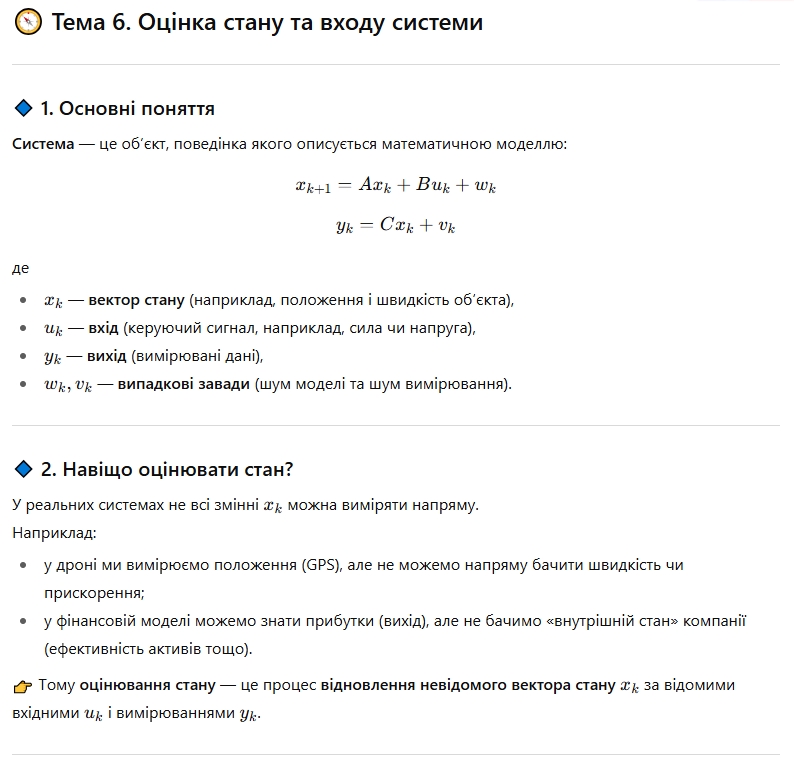 🧭 Тема 6. Оцінка стану та входу системи
🔷 1. Основні поняття
Система — це об’єкт, поведінка якого описується математичною моделлю:
x_{k+1} = Ax_k + Bu_k + w_k
y_k = Cx_k + v_k
де
• x_k — вектор стану (наприклад, положення і швидкість об’єкта),
• u_k — вхід (керуючий сигнал, наприклад, сила чи напруга),
• y_k — вихід (вимірювані дані),
• w_k, v_k — випадкові завади (шум моделі та шум вимірювання).
🔷 2. Навіщо оцінювати стан?
У реальних системах не всі змінні x_k можна виміряти напряму.
Наприклад:
• у дроні ми вимірюємо положення (GPS), але не можемо напряму бачити швидкість чи
прискорення;
• у фінансовій моделі можемо знати прибутки (вихід), але не бачимо «внутрішній стан» компанії
(ефективність активів тощо).
👉 Тому оцінювання стану — це процес відновлення невідомого вектора стану x_k за відомими
вхідними u_k і вимірюваннями y_k.